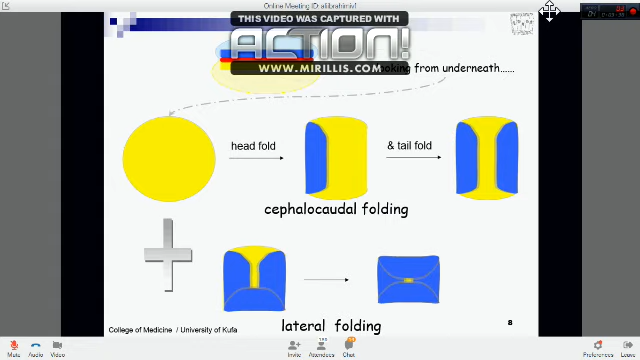 Online Meeting ID: aliibrahimlv1
THIS VIDEO WAS CAPTURED WITH
ACTION!
WWW.MIRILLIS.COM
from underneath......
head fold
& tail fold
cephalocaudal folding
lateral folding
College of Medicine / University of Kufa
8
Mute
Audio
Video
Invite
Attendees
Chat
Preferences
Leave